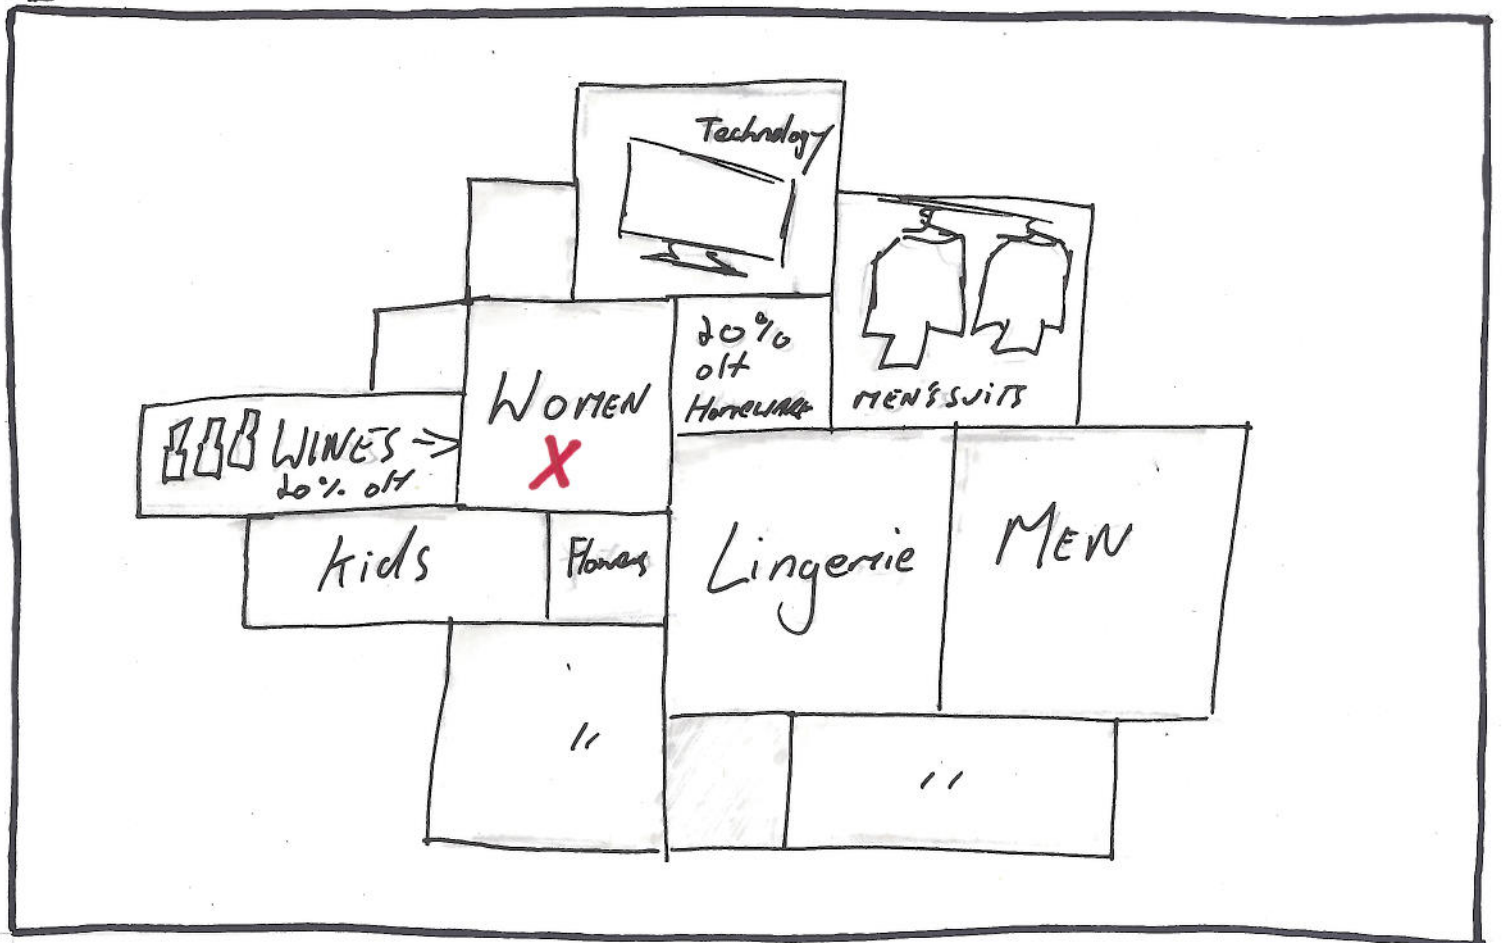 Technology
20%
off
HOMEWARE
MEN'S SUITS
WOMEN
X
WINES →
20% off
Kids
Flowers
Lingerie
MEN